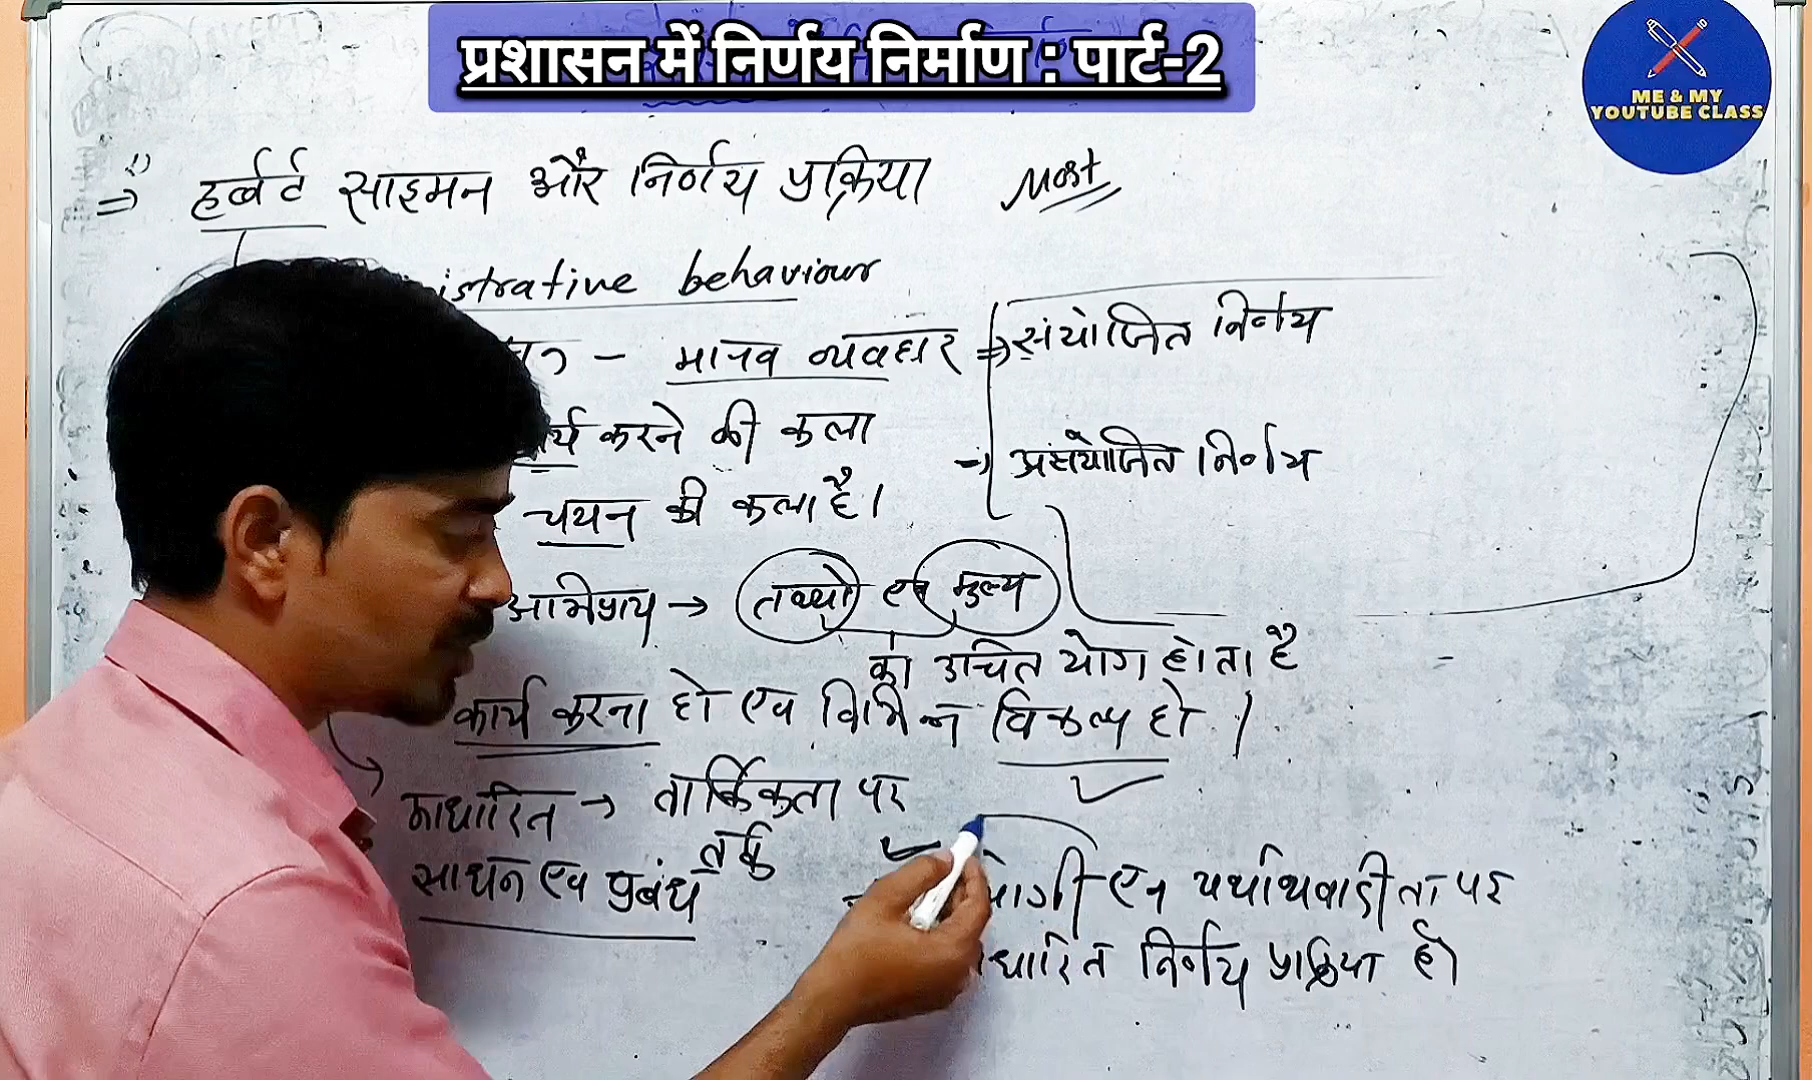 प्रशासन में निर्णय निर्माण : पार्ट-2
ME & MY
YOUTUBE CLASS
⇒ हर्बर्ट साइमन और निर्णय प्रक्रिया Most
istrative behaviour
– मानव व्यवहार ⇒ संयोजित निर्णय
र्य करने की कला
→ असंयोजित निर्णय
चयन की कला है।
अभिप्राय → तथ्यो एवं मुल्य
का उचित योग होता है
कार्य करना हो एव विभिन्न विकल्प हो।
आधारित → तार्किकता पर
तर्क
साधन एव प्रबंध
योगी एव यर्थाथवादीता पर
धारित निर्णय प्रक्रिया हो